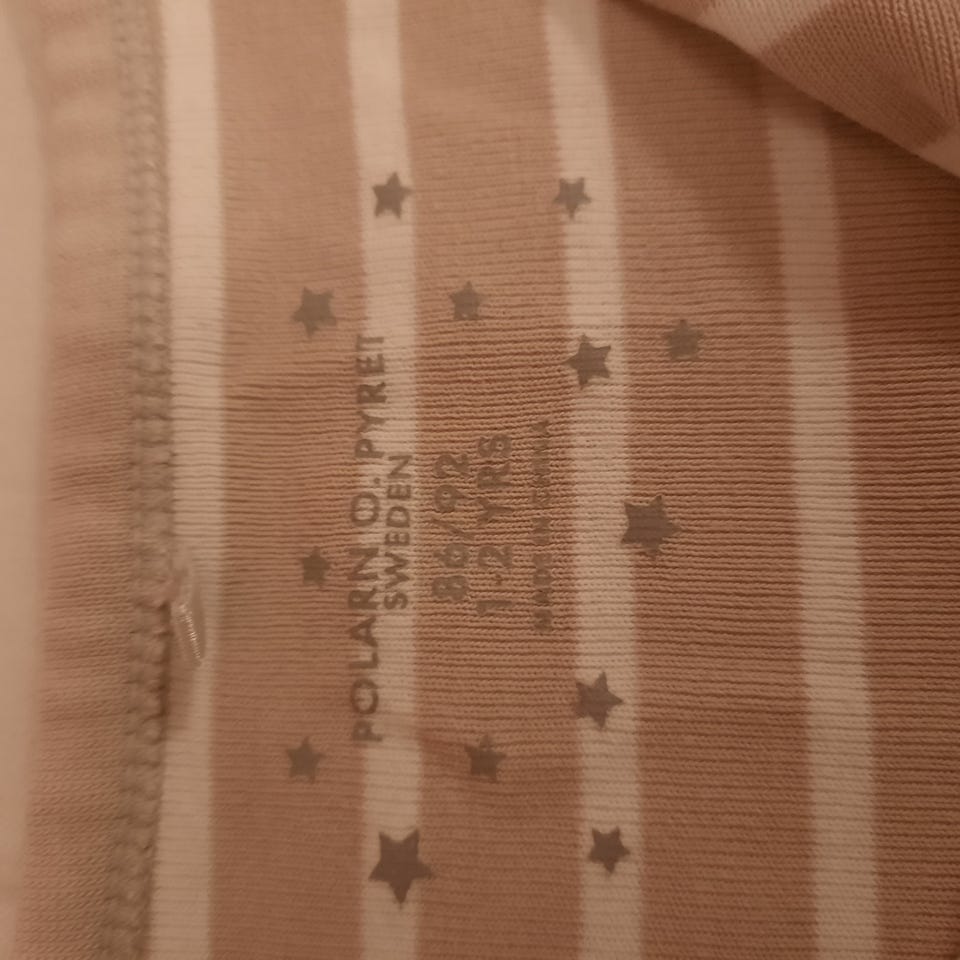 POLARN O. PYRET
SWEDEN
86/92
1-2 YRS
MADE IN CHINA